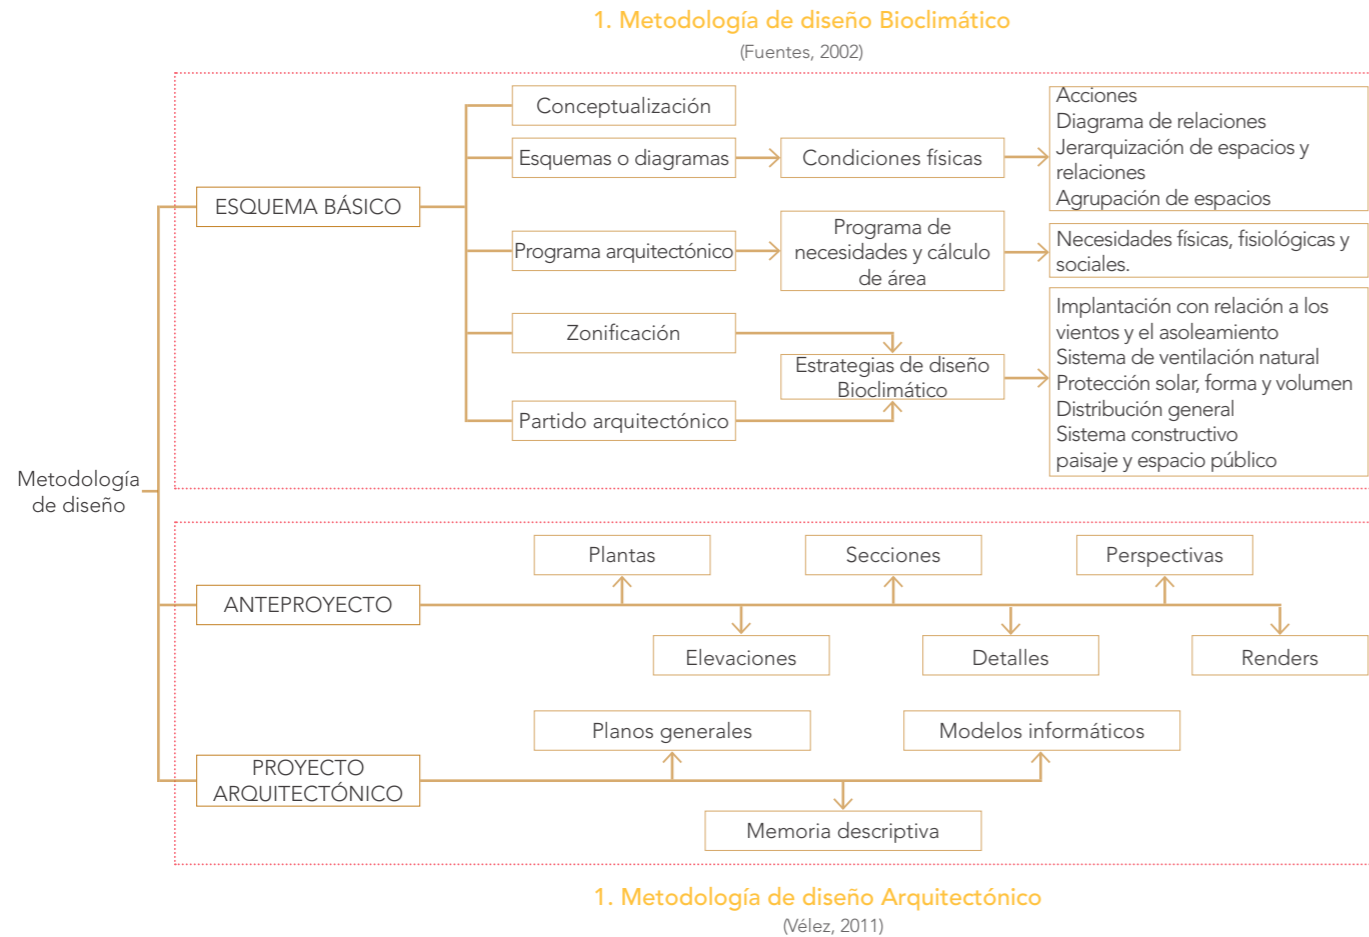 1. Metodología de diseño Bioclimático
(Fuentes, 2002)
Metodología
de diseño
ESQUEMA BÁSICO
Conceptualización
Esquemas o diagramas
Condiciones físicas
Acciones
Diagrama de relaciones
Jerarquización de espacios y
relaciones
Agrupación de espacios
Programa arquitectónico
Programa de
necesidades y cálculo
de área
Necesidades físicas, fisiológicas y
sociales.
Zonificación
Partido arquitectónico
Estrategias de diseño
Bioclimático
Implantación con relación a los
vientos y el asoleamiento
Sistema de ventilación natural
Protección solar, forma y volumen
Distribución general
Sistema constructivo
paisaje y espacio público
ANTEPROYECTO
Plantas
Secciones
Perspectivas
Elevaciones
Detalles
Renders
PROYECTO
ARQUITECTÓNICO
Planos generales
Modelos informáticos
Memoria descriptiva
1. Metodología de diseño Arquitectónico
(Vélez, 2011)